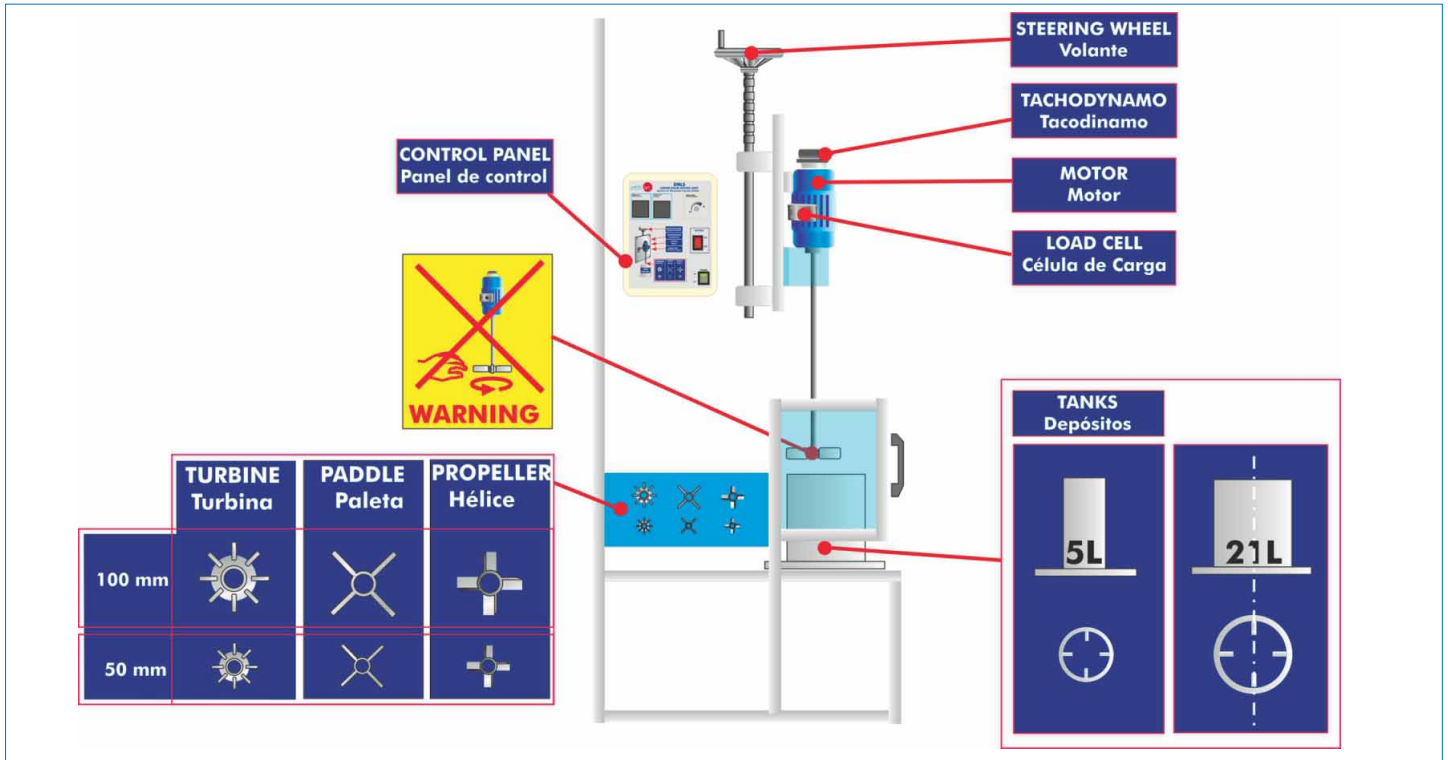 STEERING WHEEL
Volante
TACHODYNAMO
Tacodinamo
CONTROL PANEL
Panel de control
MOTOR
Motor
LOAD CELL
Célula de Carga
WARNING
TANKS
Depósitos
5L
21L
TURBINE
Turbina
PADDLE
Paleta
PROPELLER
Hélice
100 mm
50 mm